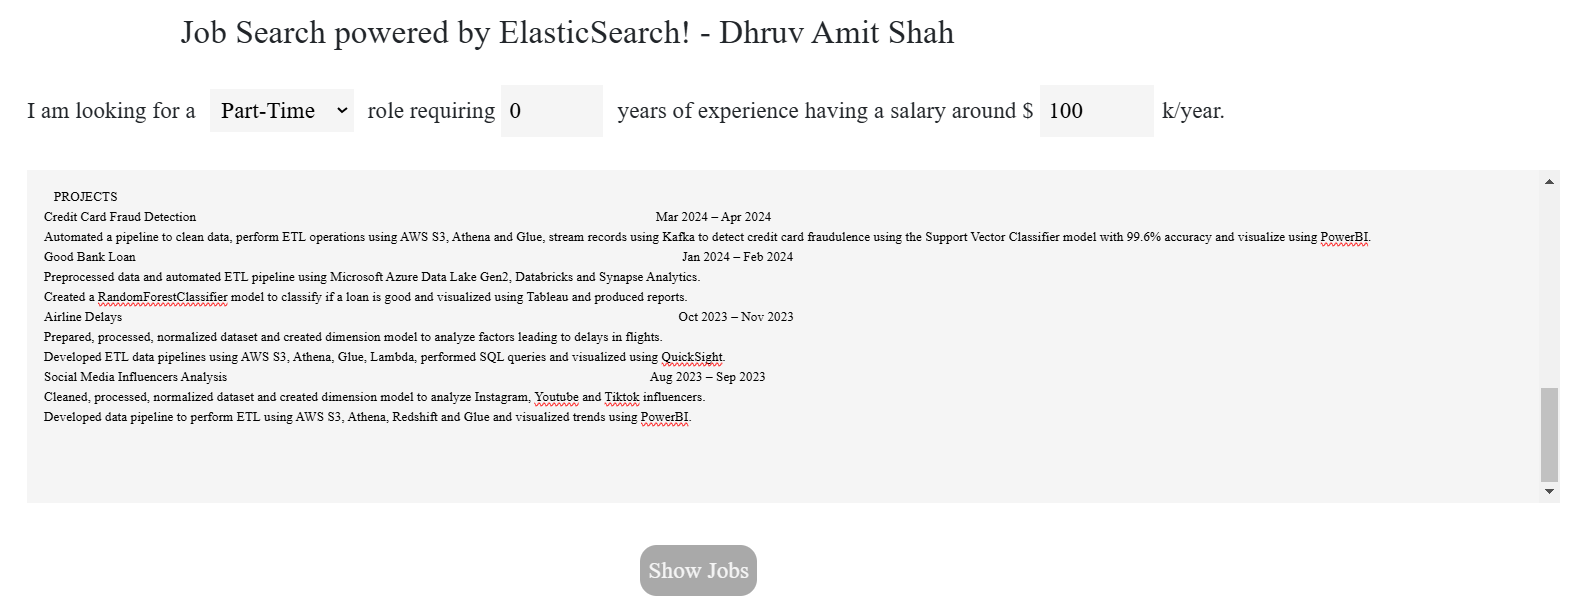 Job Search powered by ElasticSearch! - Dhruv Amit Shah
I am looking for a Part-Time role requiring 0 years of experience having a salary around $ 100 k/year.
PROJECTS
Credit Card Fraud Detection Mar 2024 – Apr 2024
Automated a pipeline to clean data, perform ETL operations using AWS S3, Athena and Glue, stream records using Kafka to detect credit card fraudulence using the Support Vector Classifier model with 99.6% accuracy and visualize using PowerBI.
Good Bank Loan Jan 2024 – Feb 2024
Preprocessed data and automated ETL pipeline using Microsoft Azure Data Lake Gen2, Databricks and Synapse Analytics.
Created a RandomForestClassifier model to classify if a loan is good and visualized using Tableau and produced reports.
Airline Delays Oct 2023 – Nov 2023
Prepared, processed, normalized dataset and created dimension model to analyze factors leading to delays in flights.
Developed ETL data pipelines using AWS S3, Athena, Glue, Lambda, performed SQL queries and visualized using QuickSight.
Social Media Influencers Analysis Aug 2023 – Sep 2023
Cleaned, processed, normalized dataset and created dimension model to analyze Instagram, Youtube and Tiktok influencers.
Developed data pipeline to perform ETL using AWS S3, Athena, Redshift and Glue and visualized trends using PowerBI.
Show Jobs